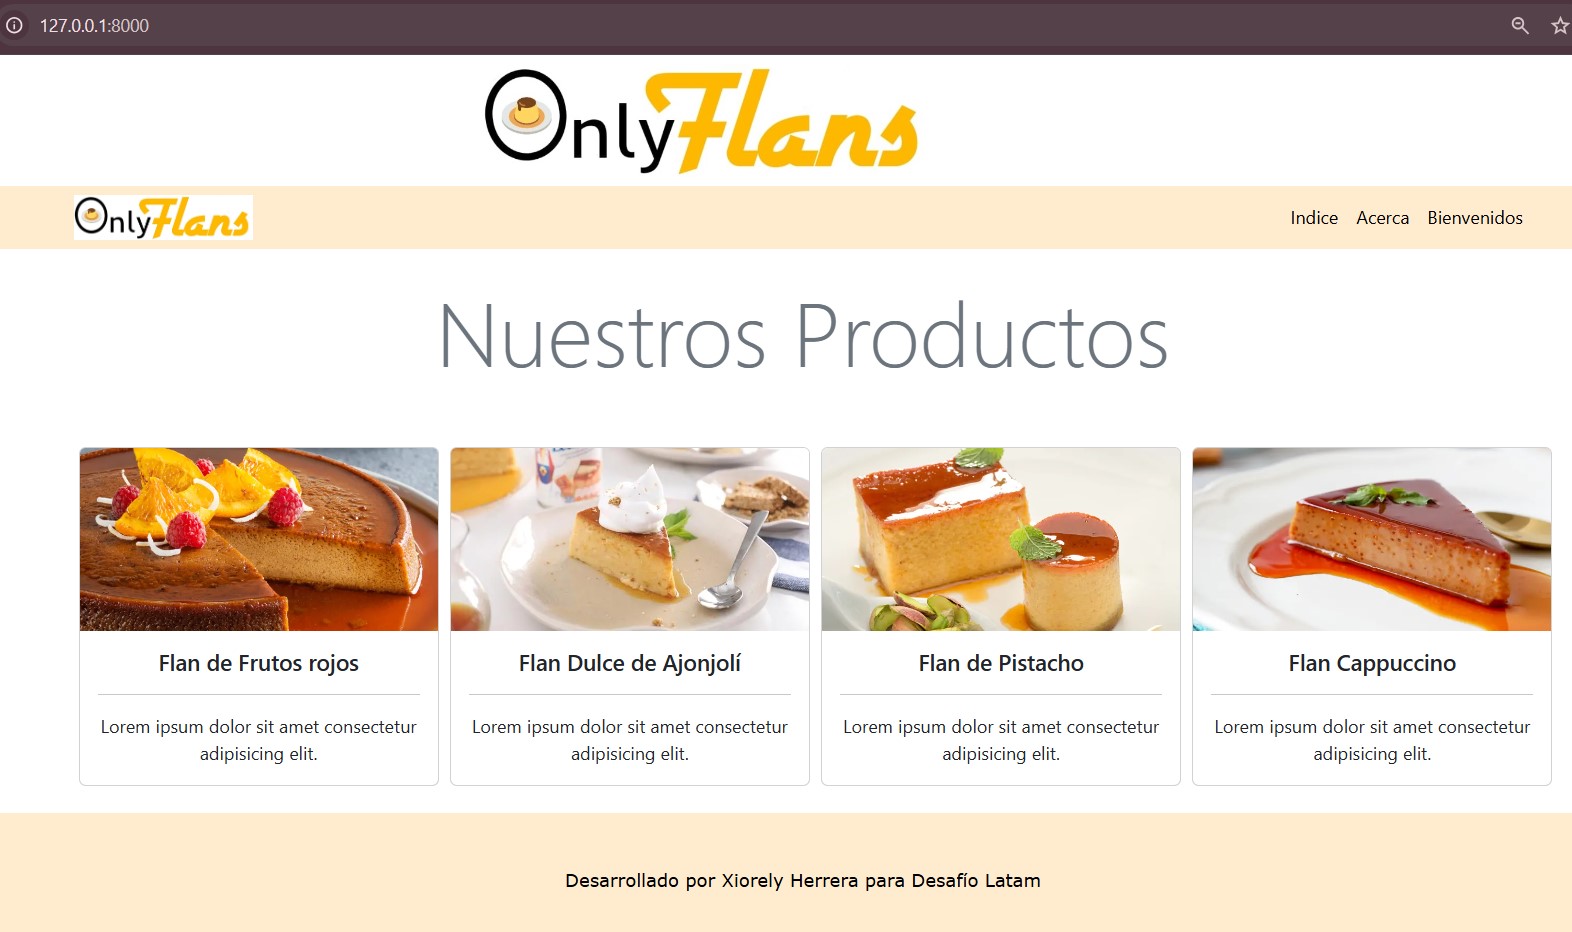 127.0.0.1:8000
OnlyFlans
OnlyFlans
Indice Acerca Bienvenidos
Nuestros Productos
Flan de Frutos rojos
Lorem ipsum dolor sit amet consectetur
adipisicing elit.
Flan Dulce de Ajonjolí
Lorem ipsum dolor sit amet consectetur
adipisicing elit.
Flan de Pistacho
Lorem ipsum dolor sit amet consectetur
adipisicing elit.
Flan Cappuccino
Lorem ipsum dolor sit amet consectetur
adipisicing elit.
Desarrollado por Xiorely Herrera para Desafío Latam